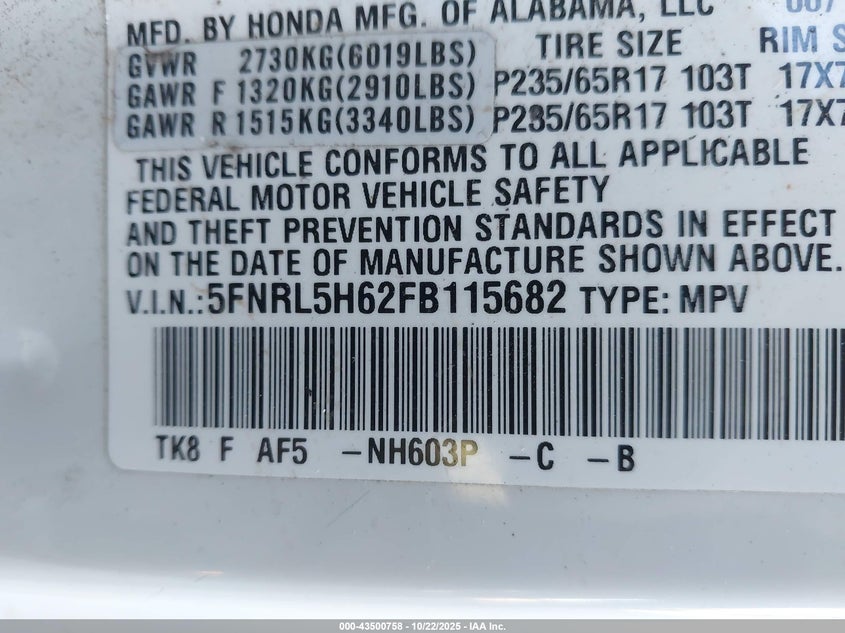 MFD. BY HONDA MFG. OF ALABAMA, LLC
TIRE SIZE RIM S
GVWR 2730KG(6019LBS)
GAWR F 1320KG(2910LBS) P235/65R17 103T 17X7
GAWR R 1515KG(3340LBS) P235/65R17 103T 17X7
THIS VEHICLE CONFORMS TO ALL APPLICABLE
FEDERAL MOTOR VEHICLE SAFETY
AND THEFT PREVENTION STANDARDS IN EFFECT
ON THE DATE OF MANUFACTURE SHOWN ABOVE.
V.I.N.: 5FNRL5H62FB115682 TYPE: MPV
TK8 F AF5 -NH603P -C -B
000-43500758 - 10/22/2025 - IAA Inc.